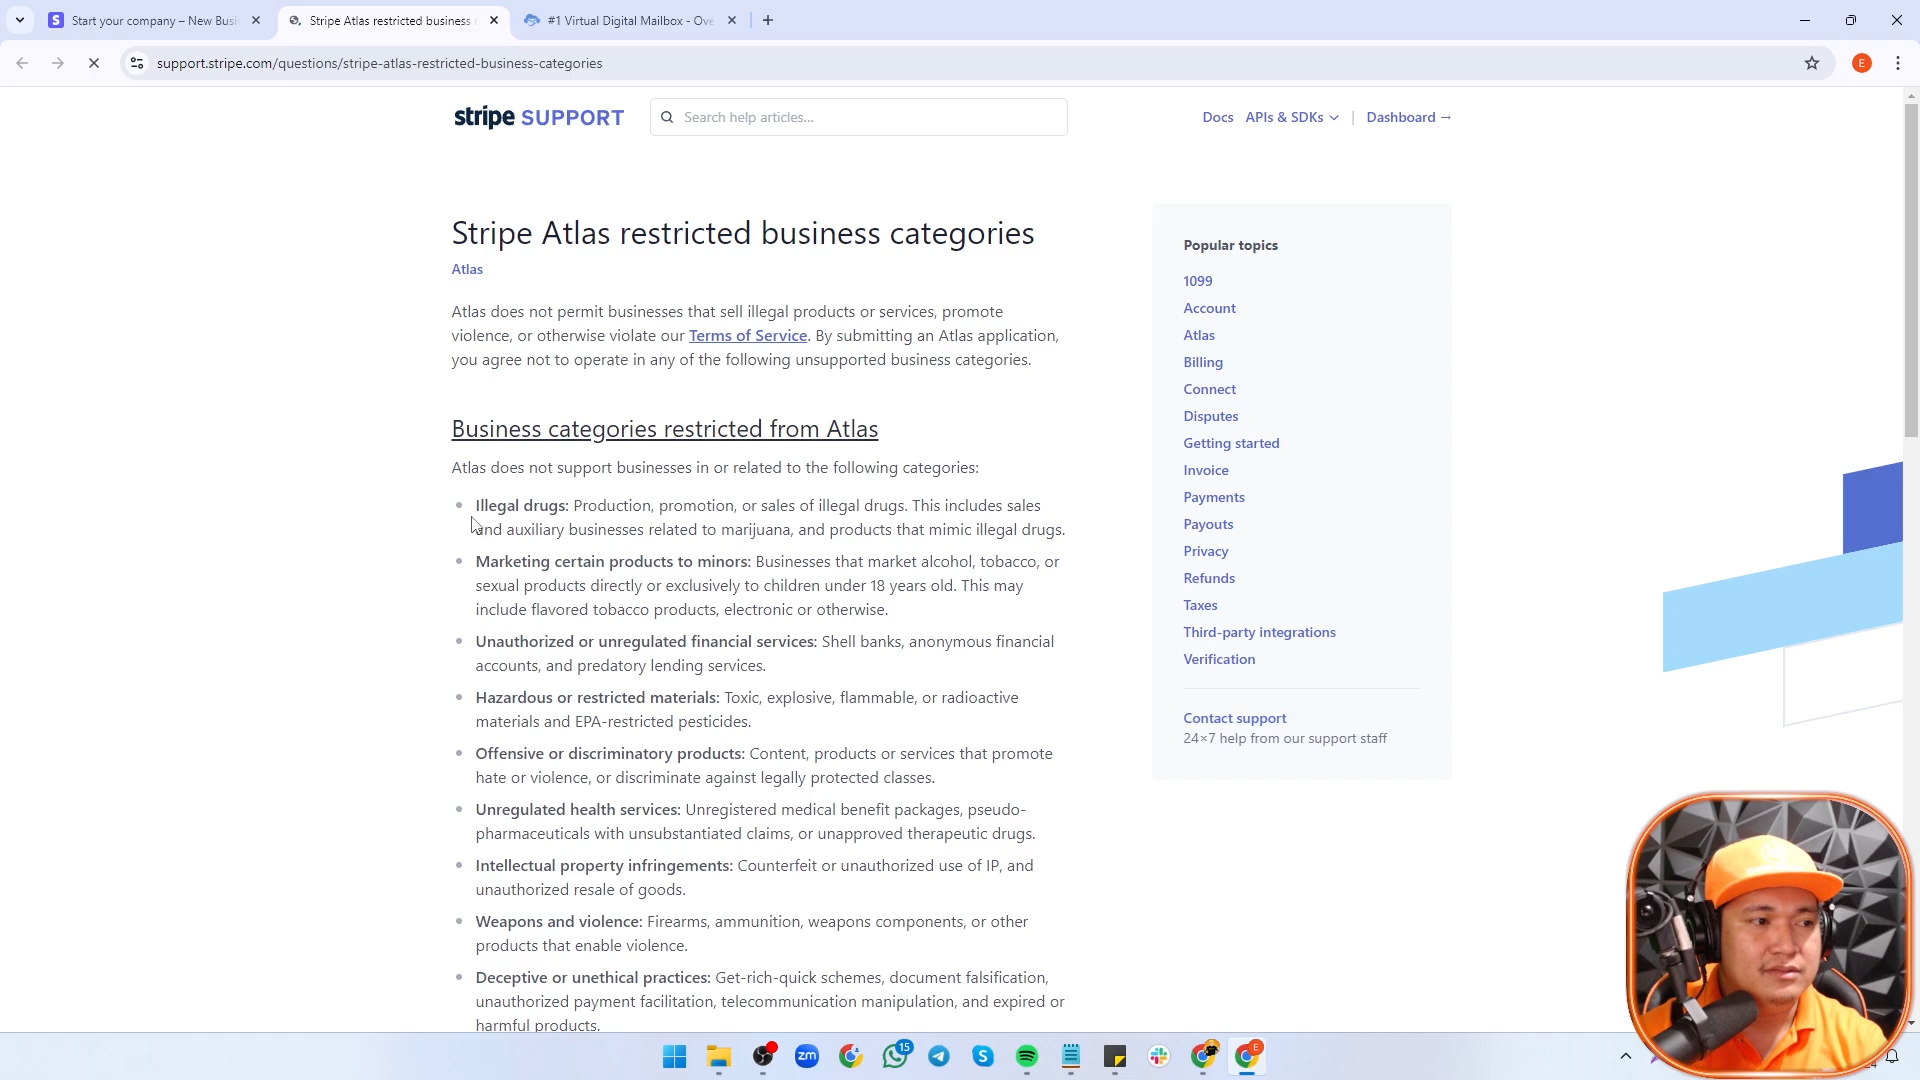 Start your company – New Busi
Stripe Atlas restricted business
#1 Virtual Digital Mailbox - Ove
support.stripe.com/questions/stripe-atlas-restricted-business-categories
E
stripe SUPPORT
Search help articles...
Docs
APIs & SDKs
Dashboard →
Stripe Atlas restricted business categories
Atlas
Atlas does not permit businesses that sell illegal products or services, promote
violence, or otherwise violate our Terms of Service. By submitting an Atlas application,
you agree not to operate in any of the following unsupported business categories.
Business categories restricted from Atlas
Atlas does not support businesses in or related to the following categories:
Illegal drugs: Production, promotion, or sales of illegal drugs. This includes sales
and auxiliary businesses related to marijuana, and products that mimic illegal drugs.
Marketing certain products to minors: Businesses that market alcohol, tobacco, or
sexual products directly or exclusively to children under 18 years old. This may
include flavored tobacco products, electronic or otherwise.
Unauthorized or unregulated financial services: Shell banks, anonymous financial
accounts, and predatory lending services.
Hazardous or restricted materials: Toxic, explosive, flammable, or radioactive
materials and EPA-restricted pesticides.
Offensive or discriminatory products: Content, products or services that promote
hate or violence, or discriminate against legally protected classes.
Unregulated health services: Unregistered medical benefit packages, pseudo-
pharmaceuticals with unsubstantiated claims, or unapproved therapeutic drugs.
Intellectual property infringements: Counterfeit or unauthorized use of IP, and
unauthorized resale of goods.
Weapons and violence: Firearms, ammunition, weapons components, or other
products that enable violence.
Deceptive or unethical practices: Get-rich-quick schemes, document falsification,
unauthorized payment facilitation, telecommunication manipulation, and expired or
harmful products.
Popular topics
1099
Account
Atlas
Billing
Connect
Disputes
Getting started
Invoice
Payments
Payouts
Privacy
Refunds
Taxes
Third-party integrations
Verification
Contact support
24×7 help from our support staff
zm
15
E